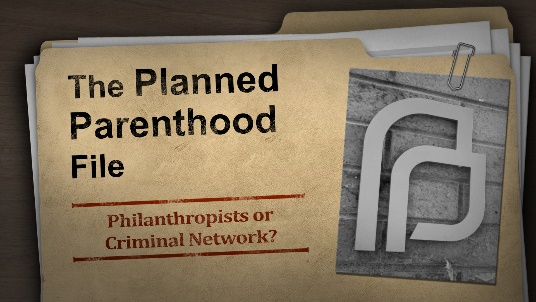 The Planned
Parenthood
File
Philanthropists or
Criminal Network?